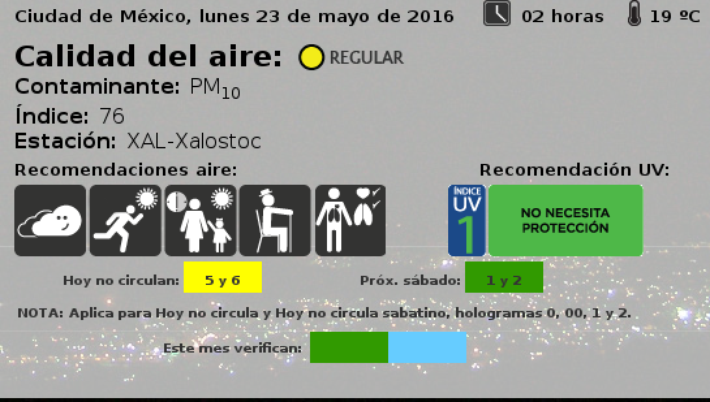 Ciudad de México, lunes 23 de mayo de 2016 02 horas 19 ºC
Calidad del aire: REGULAR
Contaminante: PM10
Índice: 76
Estación: XAL-Xalostoc
Recomendaciones aire: Recomendación UV:
ÍNDICE
UV
1
NO NECESITA
PROTECCIÓN
Hoy no circulan: 5 y 6 Próx. sábado: 1 y 2
NOTA: Aplica para Hoy no circula y Hoy no circula sabatino, hologramas 0, 00, 1 y 2.
Este mes verifican: